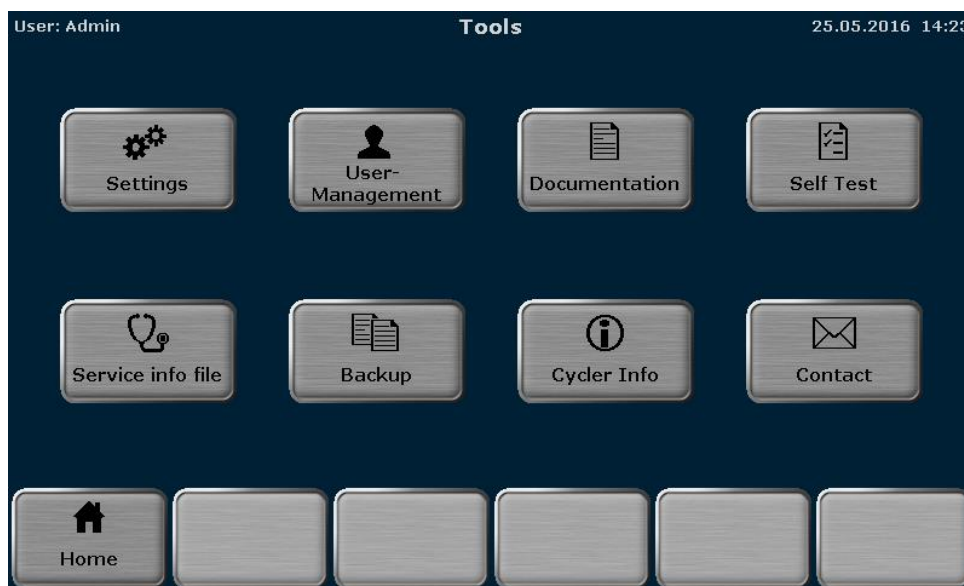 User: Admin
Tools
25.05.2016 14:23
Settings
User-
Management
Documentation
Self Test
Service info file
Backup
Cycler Info
Contact
Home